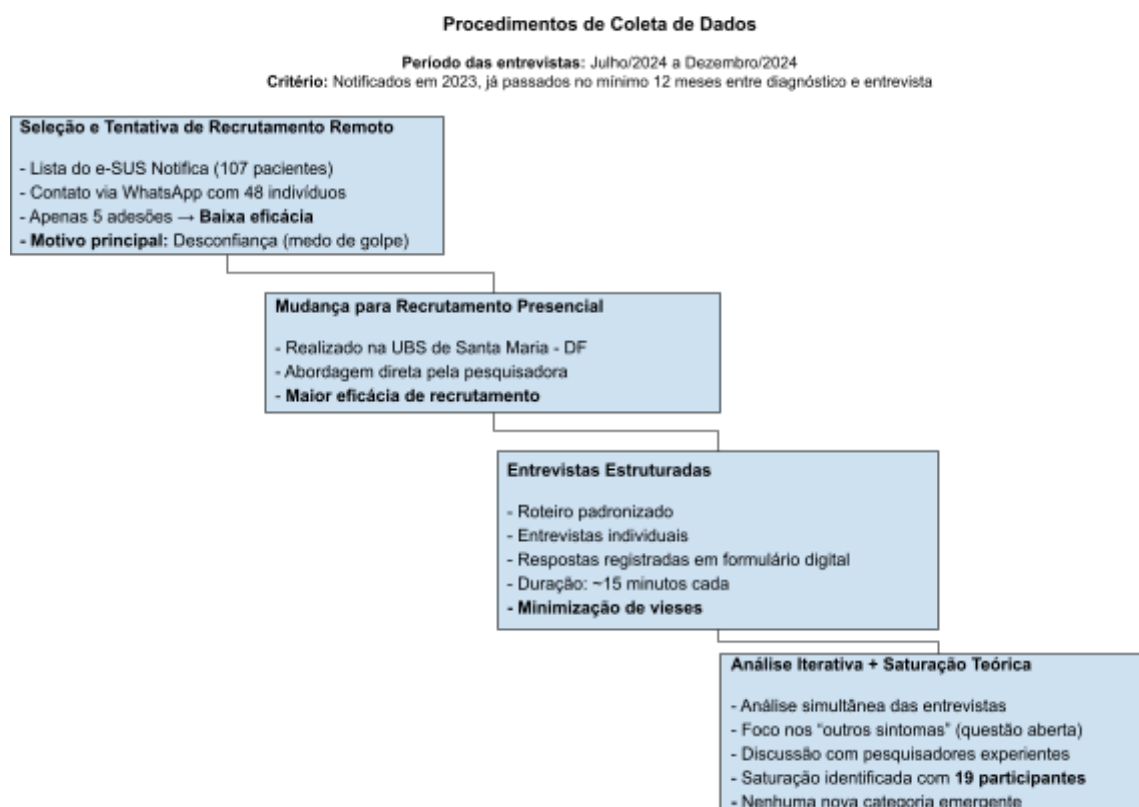 Procedimentos de Coleta de Dados
Período das entrevistas: Julho/2024 a Dezembro/2024
Critério: Notificados em 2023, já passados no mínimo 12 meses entre diagnóstico e entrevista
Seleção e Tentativa de Recrutamento Remoto
- Lista do e-SUS Notifica (107 pacientes)
- Contato via WhatsApp com 48 indivíduos
- Apenas 5 adesões → Baixa eficácia
- Motivo principal: Desconfiança (medo de golpe)
Mudança para Recrutamento Presencial
- Realizado na UBS de Santa Maria - DF
- Abordagem direta pela pesquisadora
- Maior eficácia de recrutamento
Entrevistas Estruturadas
- Roteiro padronizado
- Entrevistas individuais
- Respostas registradas em formulário digital
- Duração: ~15 minutos cada
- Minimização de vieses
Análise Iterativa + Saturação Teórica
- Análise simultânea das entrevistas
- Foco nos “outros sintomas” (questão aberta)
- Discussão com pesquisadores experientes
- Saturação identificada com 19 participantes
- Nenhuma nova categoria emergente